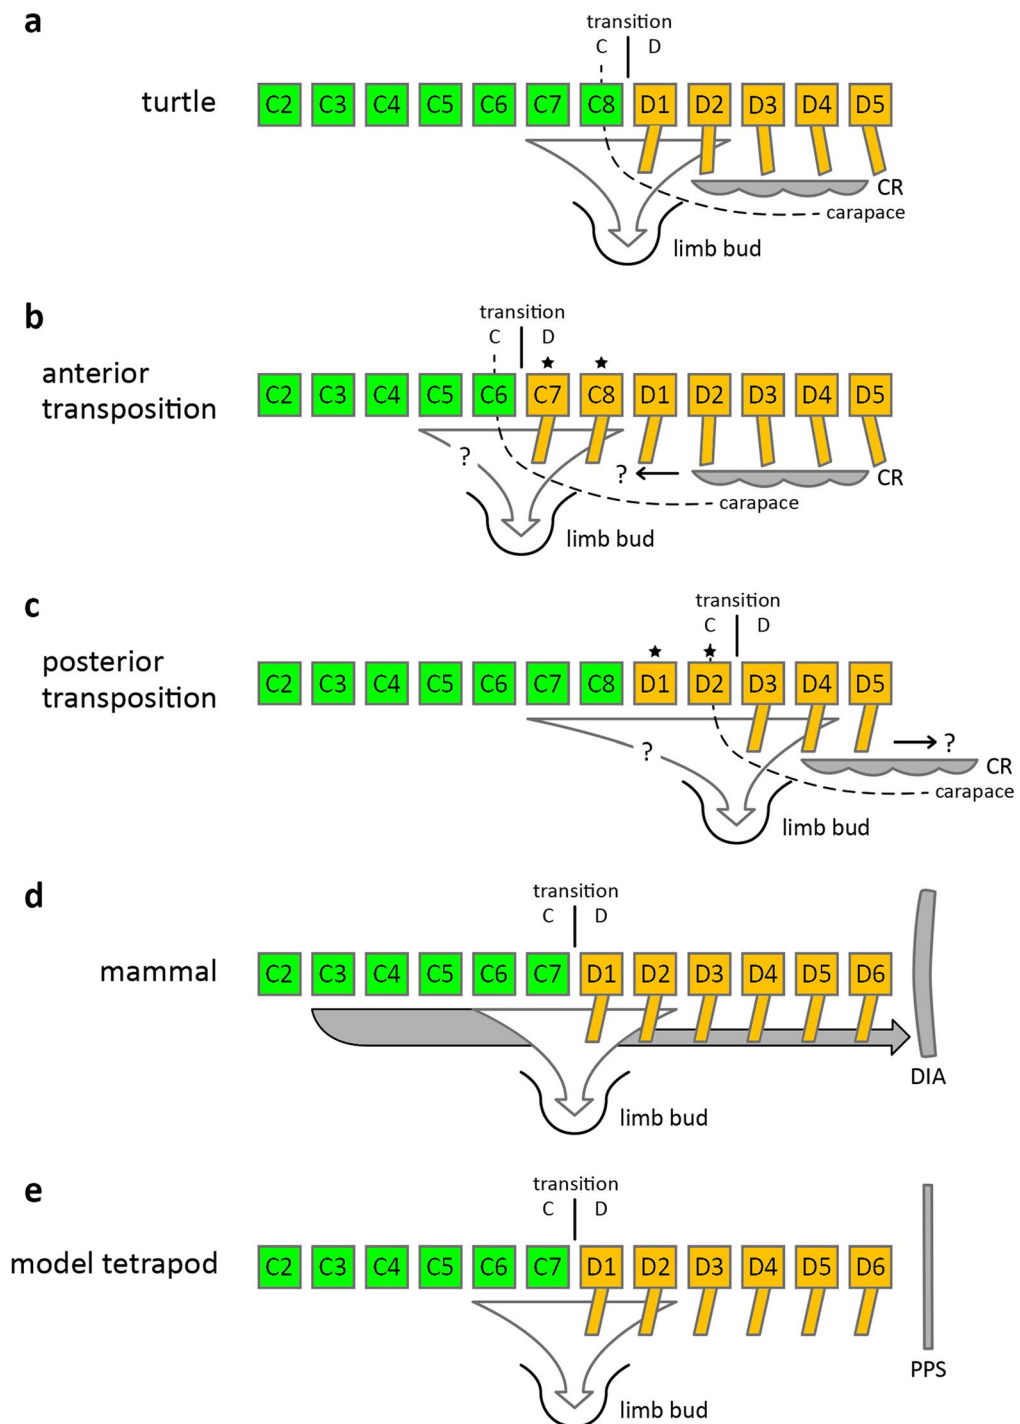 a
transition
C D
turtle
C2 C3 C4 C5 C6 C7 C8 D1 D2 D3 D4 D5
CR
carapace
limb bud
b
transition
C D
anterior
transposition
C2 C3 C4 C5 C6 C7 C8 D1 D2 D3 D4 D5
? ? CR
carapace
limb bud
c
transition
C D
posterior
transposition
C2 C3 C4 C5 C6 C7 C8 D1 D2 D3 D4 D5
? ?
CR
carapace
limb bud
d
transition
C D
mammal
C2 C3 C4 C5 C6 C7 D1 D2 D3 D4 D5 D6
DIA
limb bud
e
transition
C D
model tetrapod
C2 C3 C4 C5 C6 C7 D1 D2 D3 D4 D5 D6
PPS
limb bud